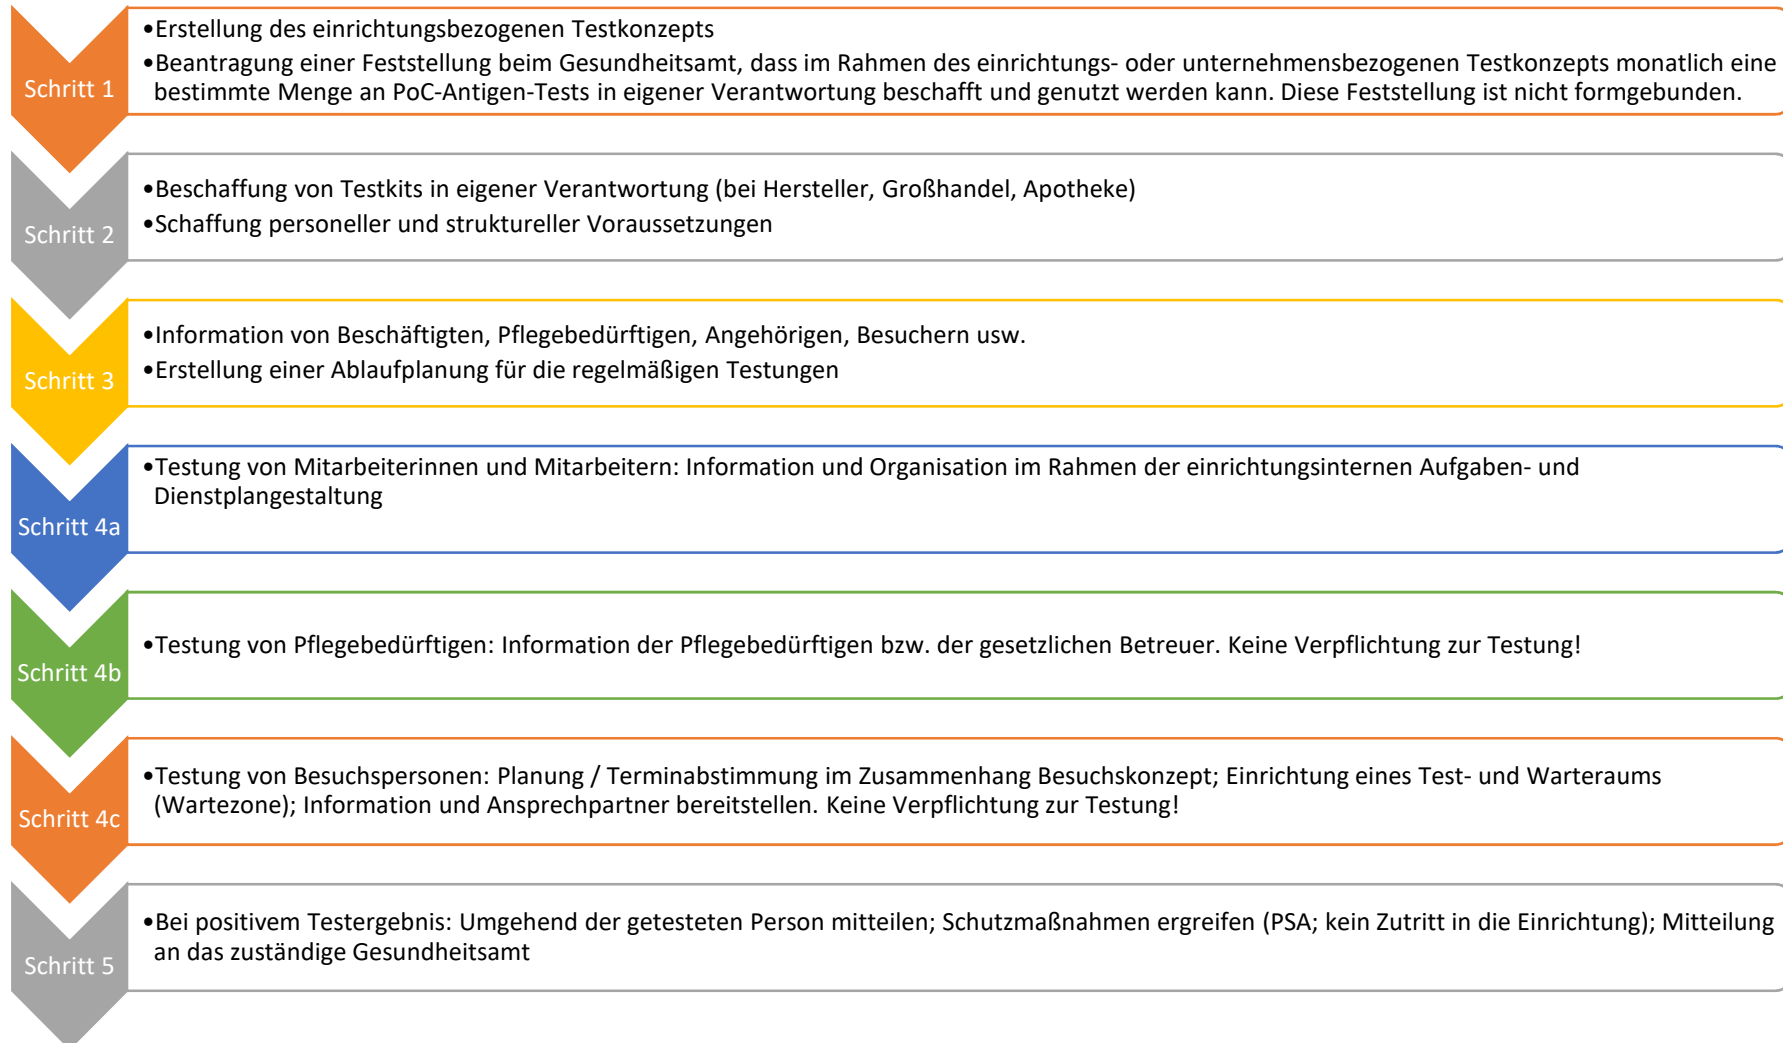 Schritt 1
•Erstellung des einrichtungsbezogenen Testkonzepts
•Beantragung einer Feststellung beim Gesundheitsamt, dass im Rahmen des einrichtungs- oder unternehmensbezogenen Testkonzepts monatlich eine
bestimmte Menge an PoC-Antigen-Tests in eigener Verantwortung beschafft und genutzt werden kann. Diese Feststellung ist nicht formgebunden.
Schritt 2
•Beschaffung von Testkits in eigener Verantwortung (bei Hersteller, Großhandel, Apotheke)
•Schaffung personeller und struktureller Voraussetzungen
Schritt 3
•Information von Beschäftigten, Pflegebedürftigen, Angehörigen, Besuchern usw.
•Erstellung einer Ablaufplanung für die regelmäßigen Testungen
Schritt 4a
•Testung von Mitarbeiterinnen und Mitarbeitern: Information und Organisation im Rahmen der einrichtungsinternen Aufgaben- und
Dienstplangestaltung
Schritt 4b
•Testung von Pflegebedürftigen: Information der Pflegebedürftigen bzw. der gesetzlichen Betreuer. Keine Verpflichtung zur Testung!
Schritt 4c
•Testung von Besuchspersonen: Planung / Terminabstimmung im Zusammenhang Besuchskonzept; Einrichtung eines Test- und Warteraums
(Wartezone); Information und Ansprechpartner bereitstellen. Keine Verpflichtung zur Testung!
Schritt 5
•Bei positivem Testergebnis: Umgehend der getesteten Person mitteilen; Schutzmaßnahmen ergreifen (PSA; kein Zutritt in die Einrichtung); Mitteilung
an das zuständige Gesundheitsamt